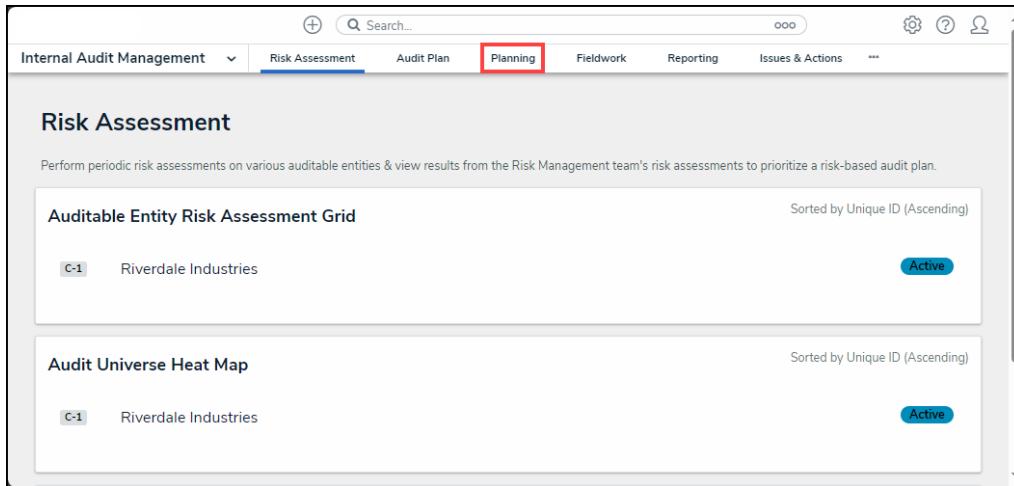 Search...
Internal Audit Management Risk Assessment Audit Plan Planning Fieldwork Reporting Issues & Actions
Risk Assessment
Perform periodic risk assessments on various auditable entities & view results from the Risk Management team's risk assessments to prioritize a risk-based audit plan.
Auditable Entity Risk Assessment Grid Sorted by Unique ID (Ascending)
C-1 Riverdale Industries Active
Audit Universe Heat Map Sorted by Unique ID (Ascending)
C-1 Riverdale Industries Active